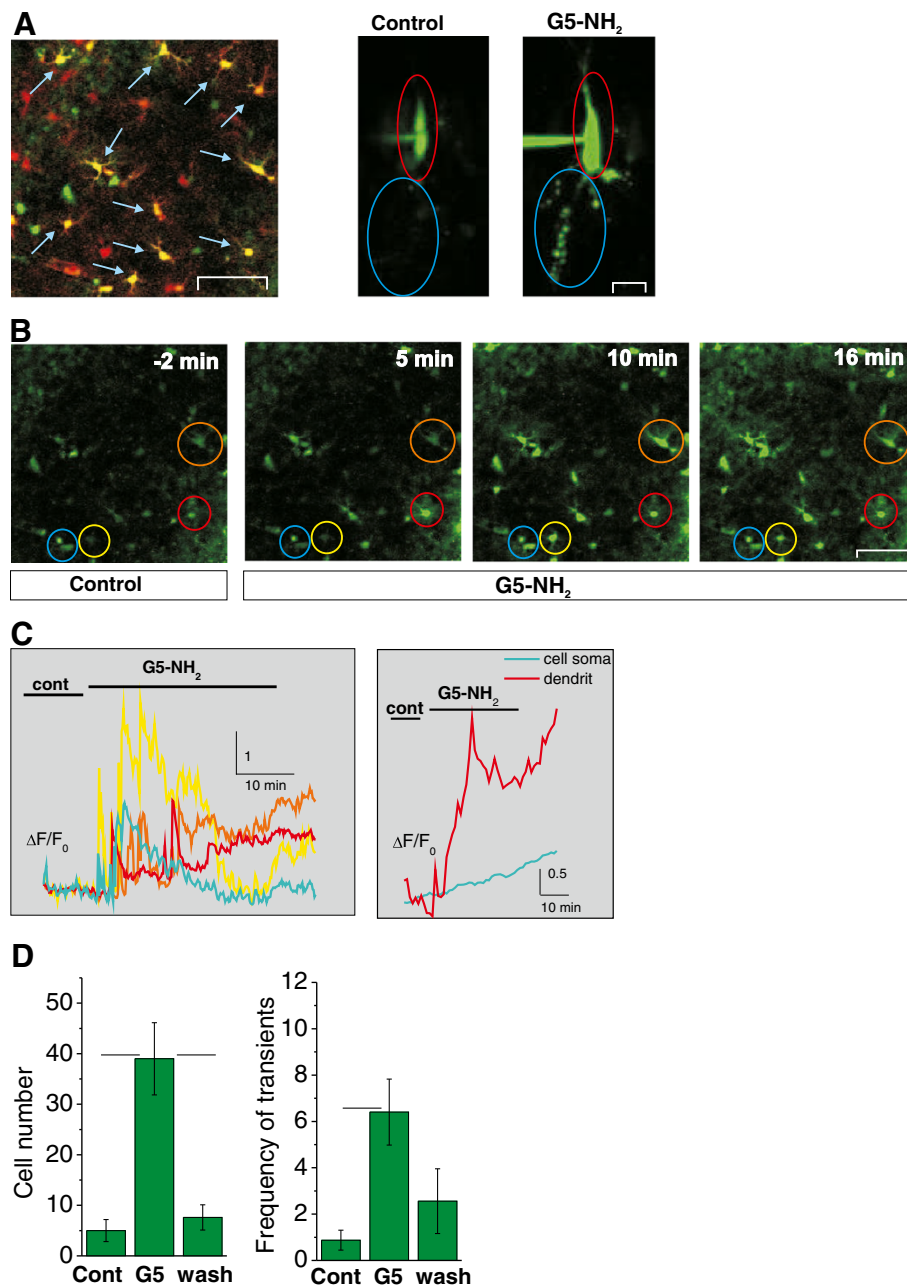 A
Control
G5-NH2
B
-2 min
5 min
10 min
16 min
Control
G5-NH2
C
cont
G5-NH2
1
10 min
ΔF/F0
cell soma
dendrit
cont
G5-NH2
ΔF/F0
0.5
10 min
D
Cell number
50
40
30
20
10
0
Cont
G5
wash
Frequency of transients
12
10
8
6
4
2
0
Cont
G5
wash